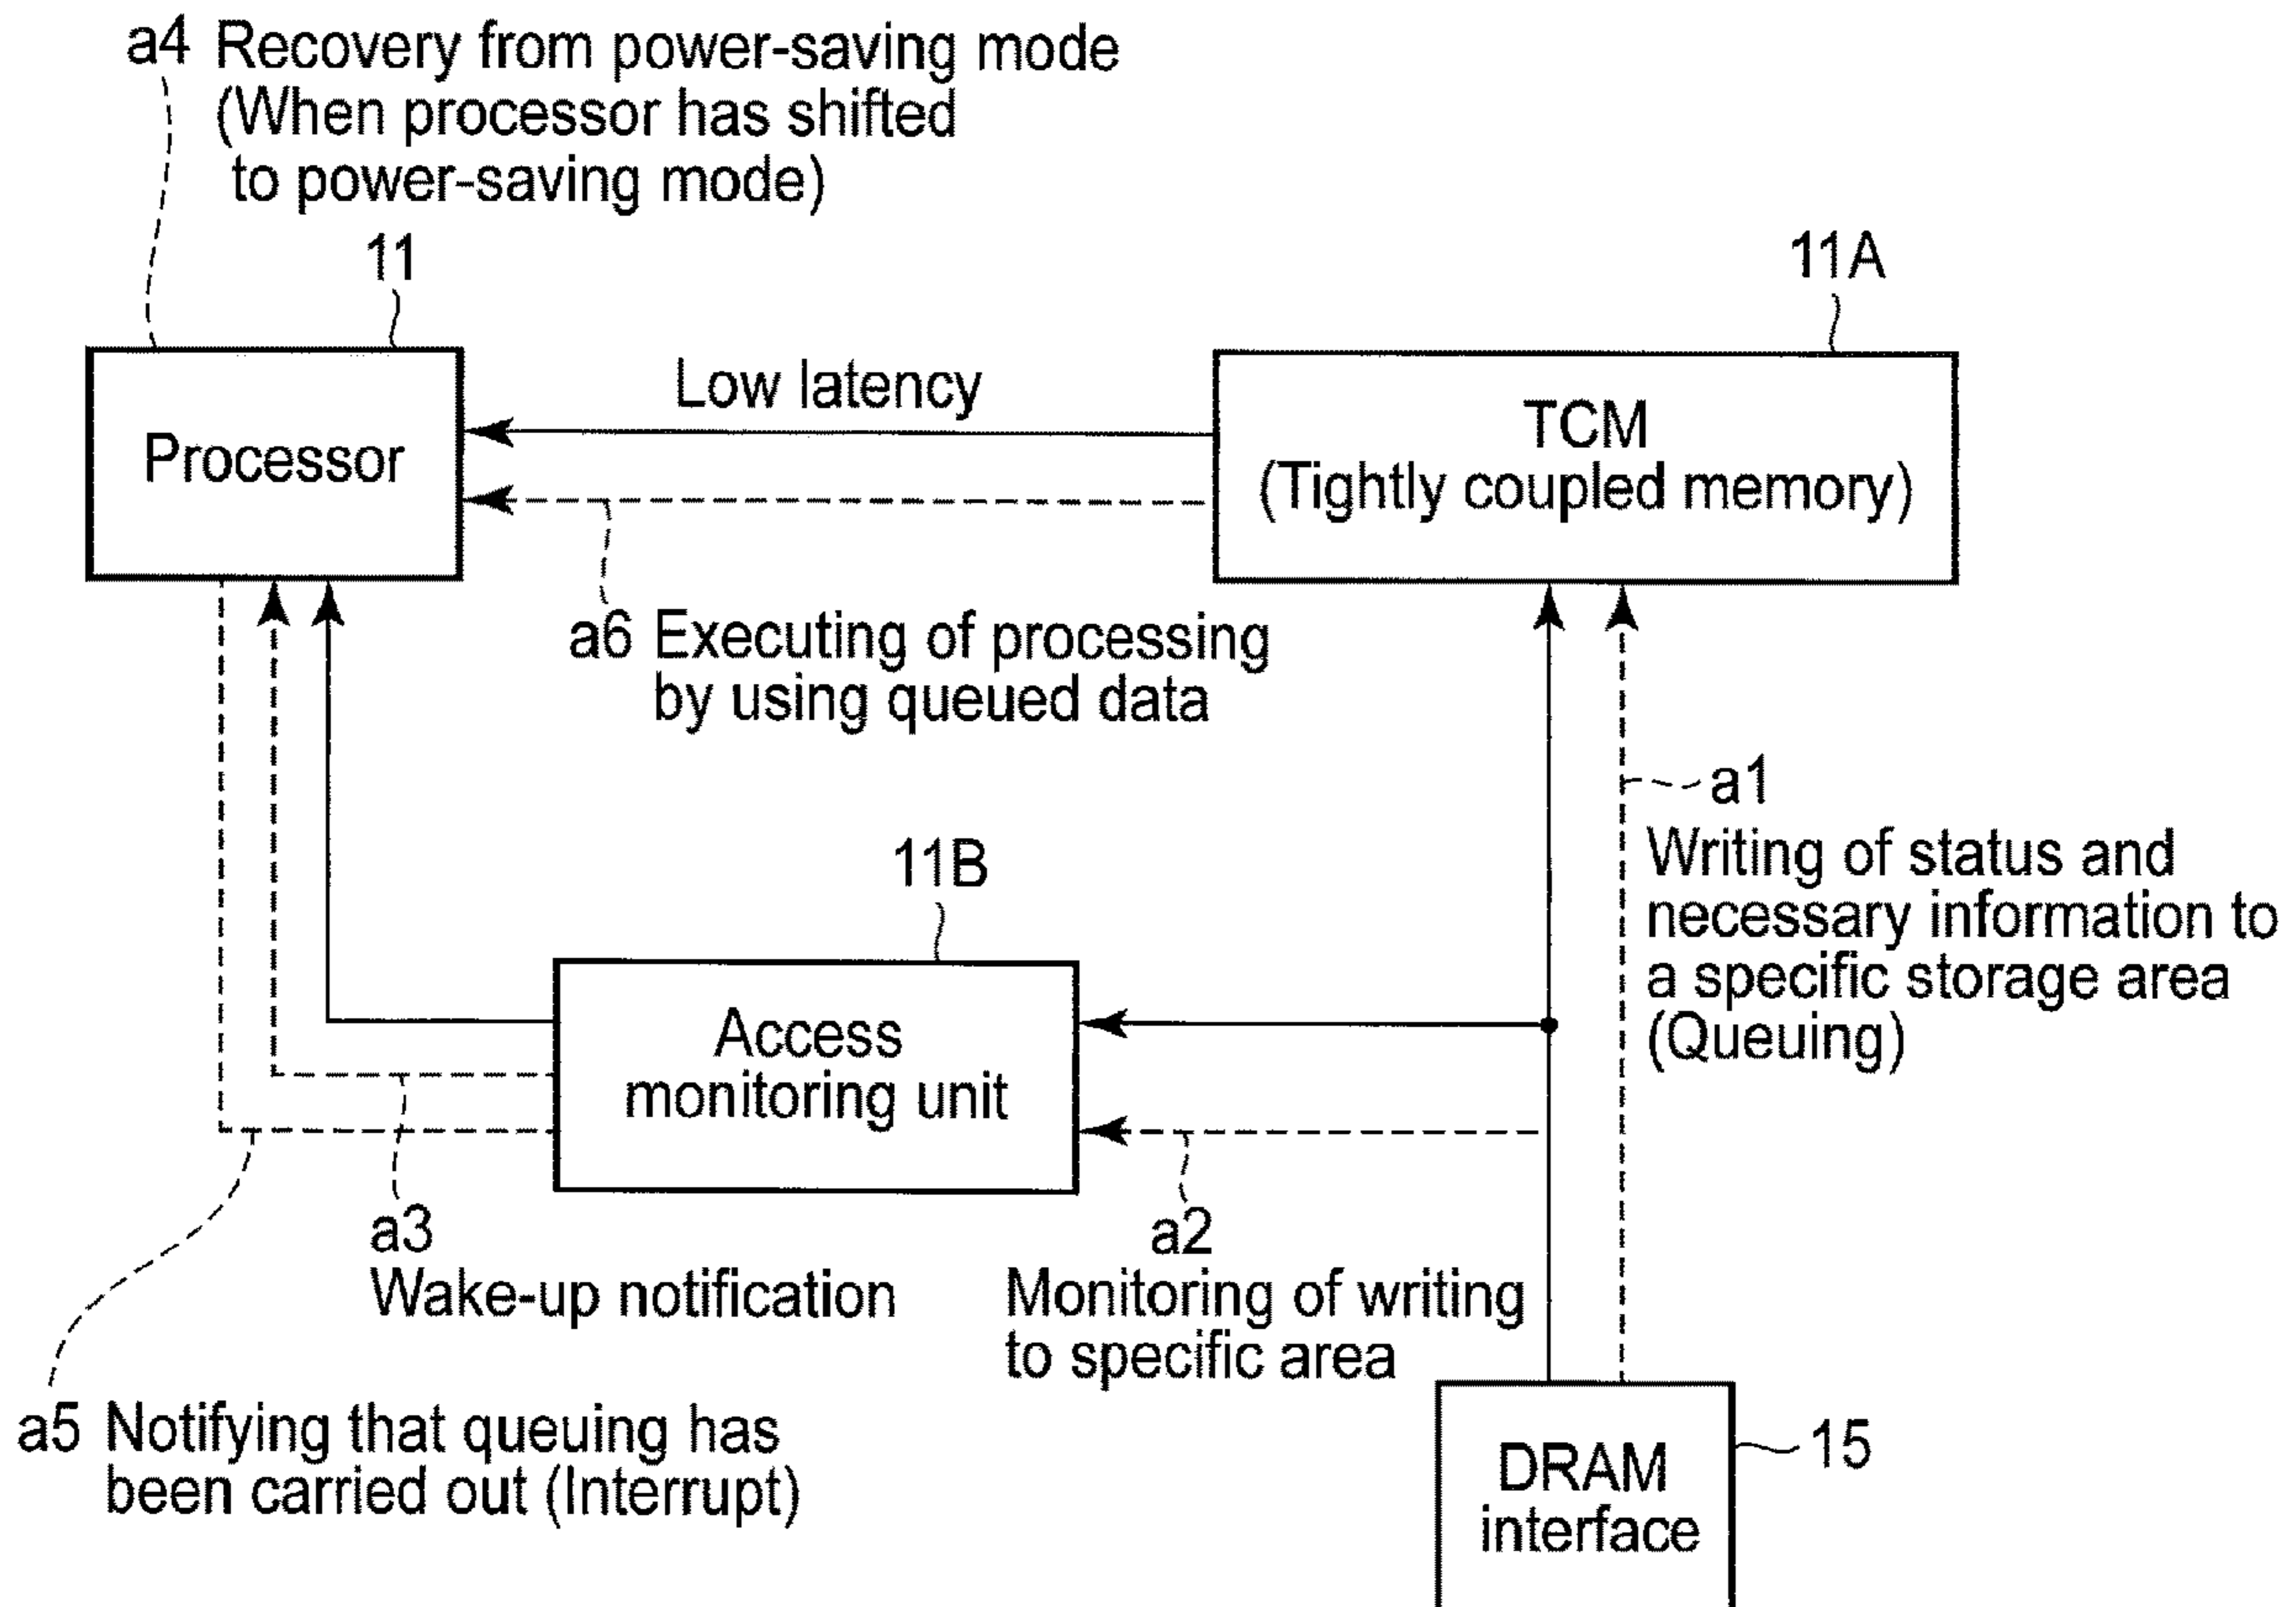 a4 Recovery from power-saving mode
(When processor has shifted
to power-saving mode)
11
11A
Processor
Low latency
TCM
(Tightly coupled memory)
a6 Executing of processing
by using queued data
a1
Writing of status and
necessary information to
a specific storage area
(Queuing)
11B
Access
monitoring unit
a3
Wake-up notification
a2
Monitoring of writing
to specific area
a5 Notifying that queuing has
been carried out (Interrupt)
DRAM
interface
15